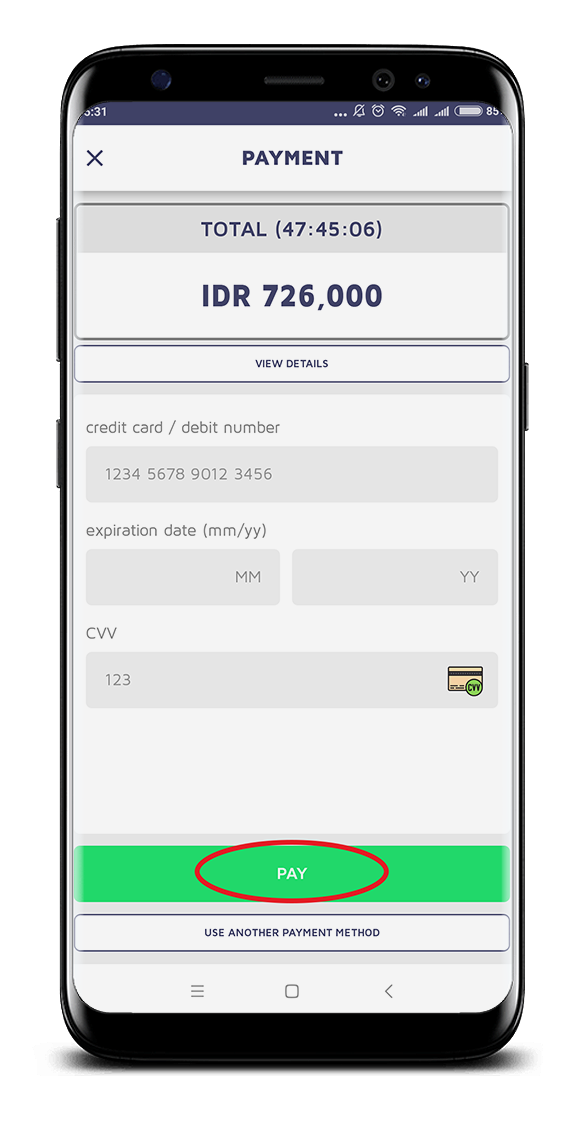 5:31 ... 85
PAYMENT
TOTAL (47:45:06)
IDR 726,000
VIEW DETAILS
credit card / debit number
1234 5678 9012 3456
expiration date (mm/yy)
MM YY
CVV
123 CVV
PAY
USE ANOTHER PAYMENT METHOD